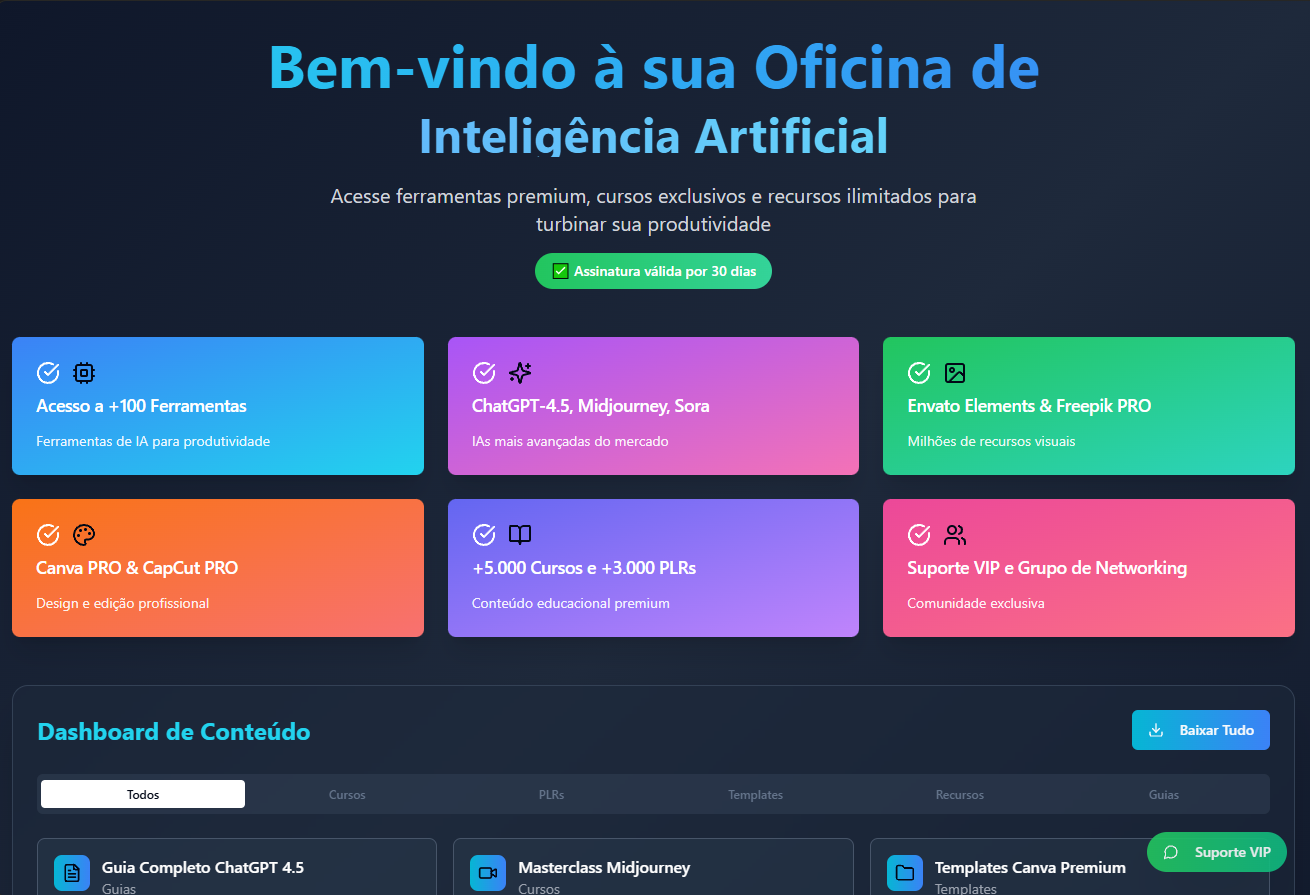 Bem-vindo à sua Oficina de
Inteligência Artificial
Acesse ferramentas premium, cursos exclusivos e recursos ilimitados para
turbinar sua produtividade
✅ Assinatura válida por 30 dias
Acesso a +100 Ferramentas
Ferramentas de IA para produtividade
ChatGPT-4.5, Midjourney, Sora
IAs mais avançadas do mercado
Envato Elements & Freepik PRO
Milhões de recursos visuais
Canva PRO & CapCut PRO
Design e edição profissional
+5.000 Cursos e +3.000 PLRs
Conteúdo educacional premium
Suporte VIP e Grupo de Networking
Comunidade exclusiva
Dashboard de Conteúdo
Baixar Tudo
Todos
Cursos
PLRs
Templates
Recursos
Guias
Guia Completo ChatGPT 4.5
Guias
Masterclass Midjourney
Cursos
Templates Canva Premium
Templates
Suporte VIP